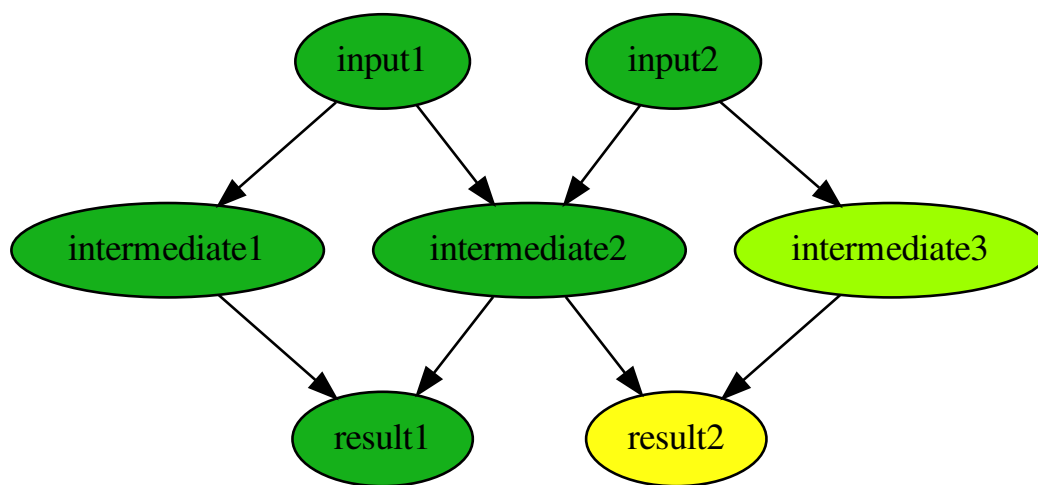 input1
input2
intermediate1
intermediate2
intermediate3
result1
result2